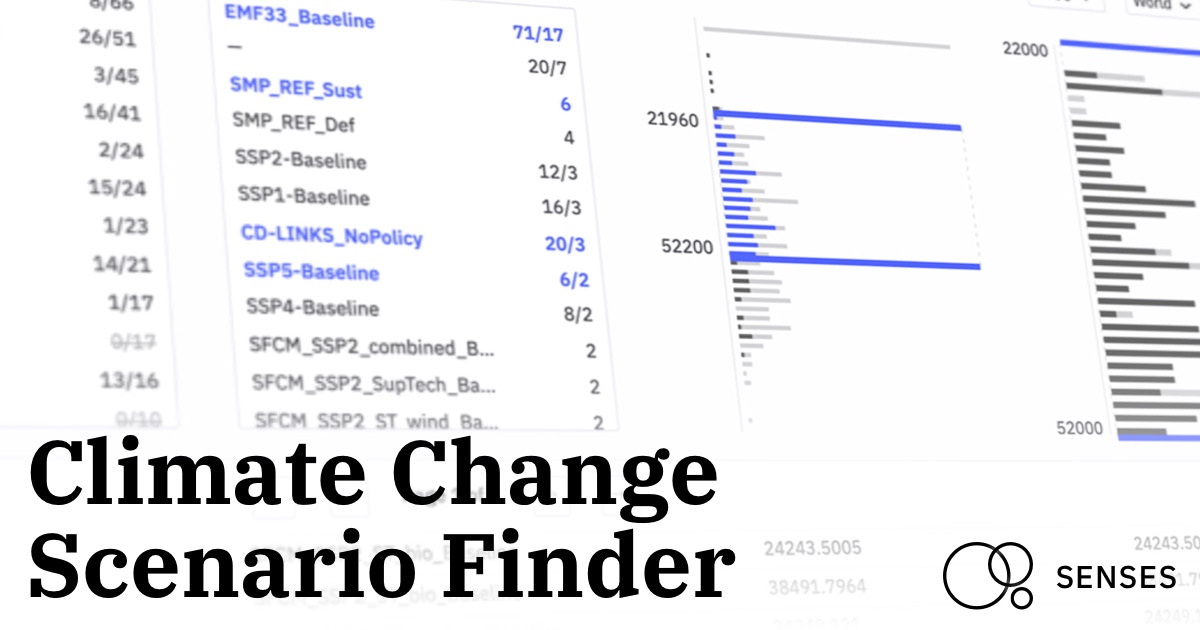 8/66
26/51
3/45
16/41
2/24
15/24
1/23
14/21
1/17
0/17
13/16
0/10
EMF33_Baseline 71/17
— 20/7
SMP_REF_Sust 6
SMP_REF_Def 4
SSP2-Baseline 12/3
SSP1-Baseline 16/3
CD-LINKS_NoPolicy 20/3
SSP5-Baseline 6/2
SSP4-Baseline 8/2
SFCM_SSP2_combined_B... 2
SFCM_SSP2_SupTech_Ba... 2
SFCM_SSP2_ST_wind_Ba... 2
21960
52200
World
22000
52000
Climate Change
Scenario Finder
24243.5005
38491.7964
24243.50
SENSES